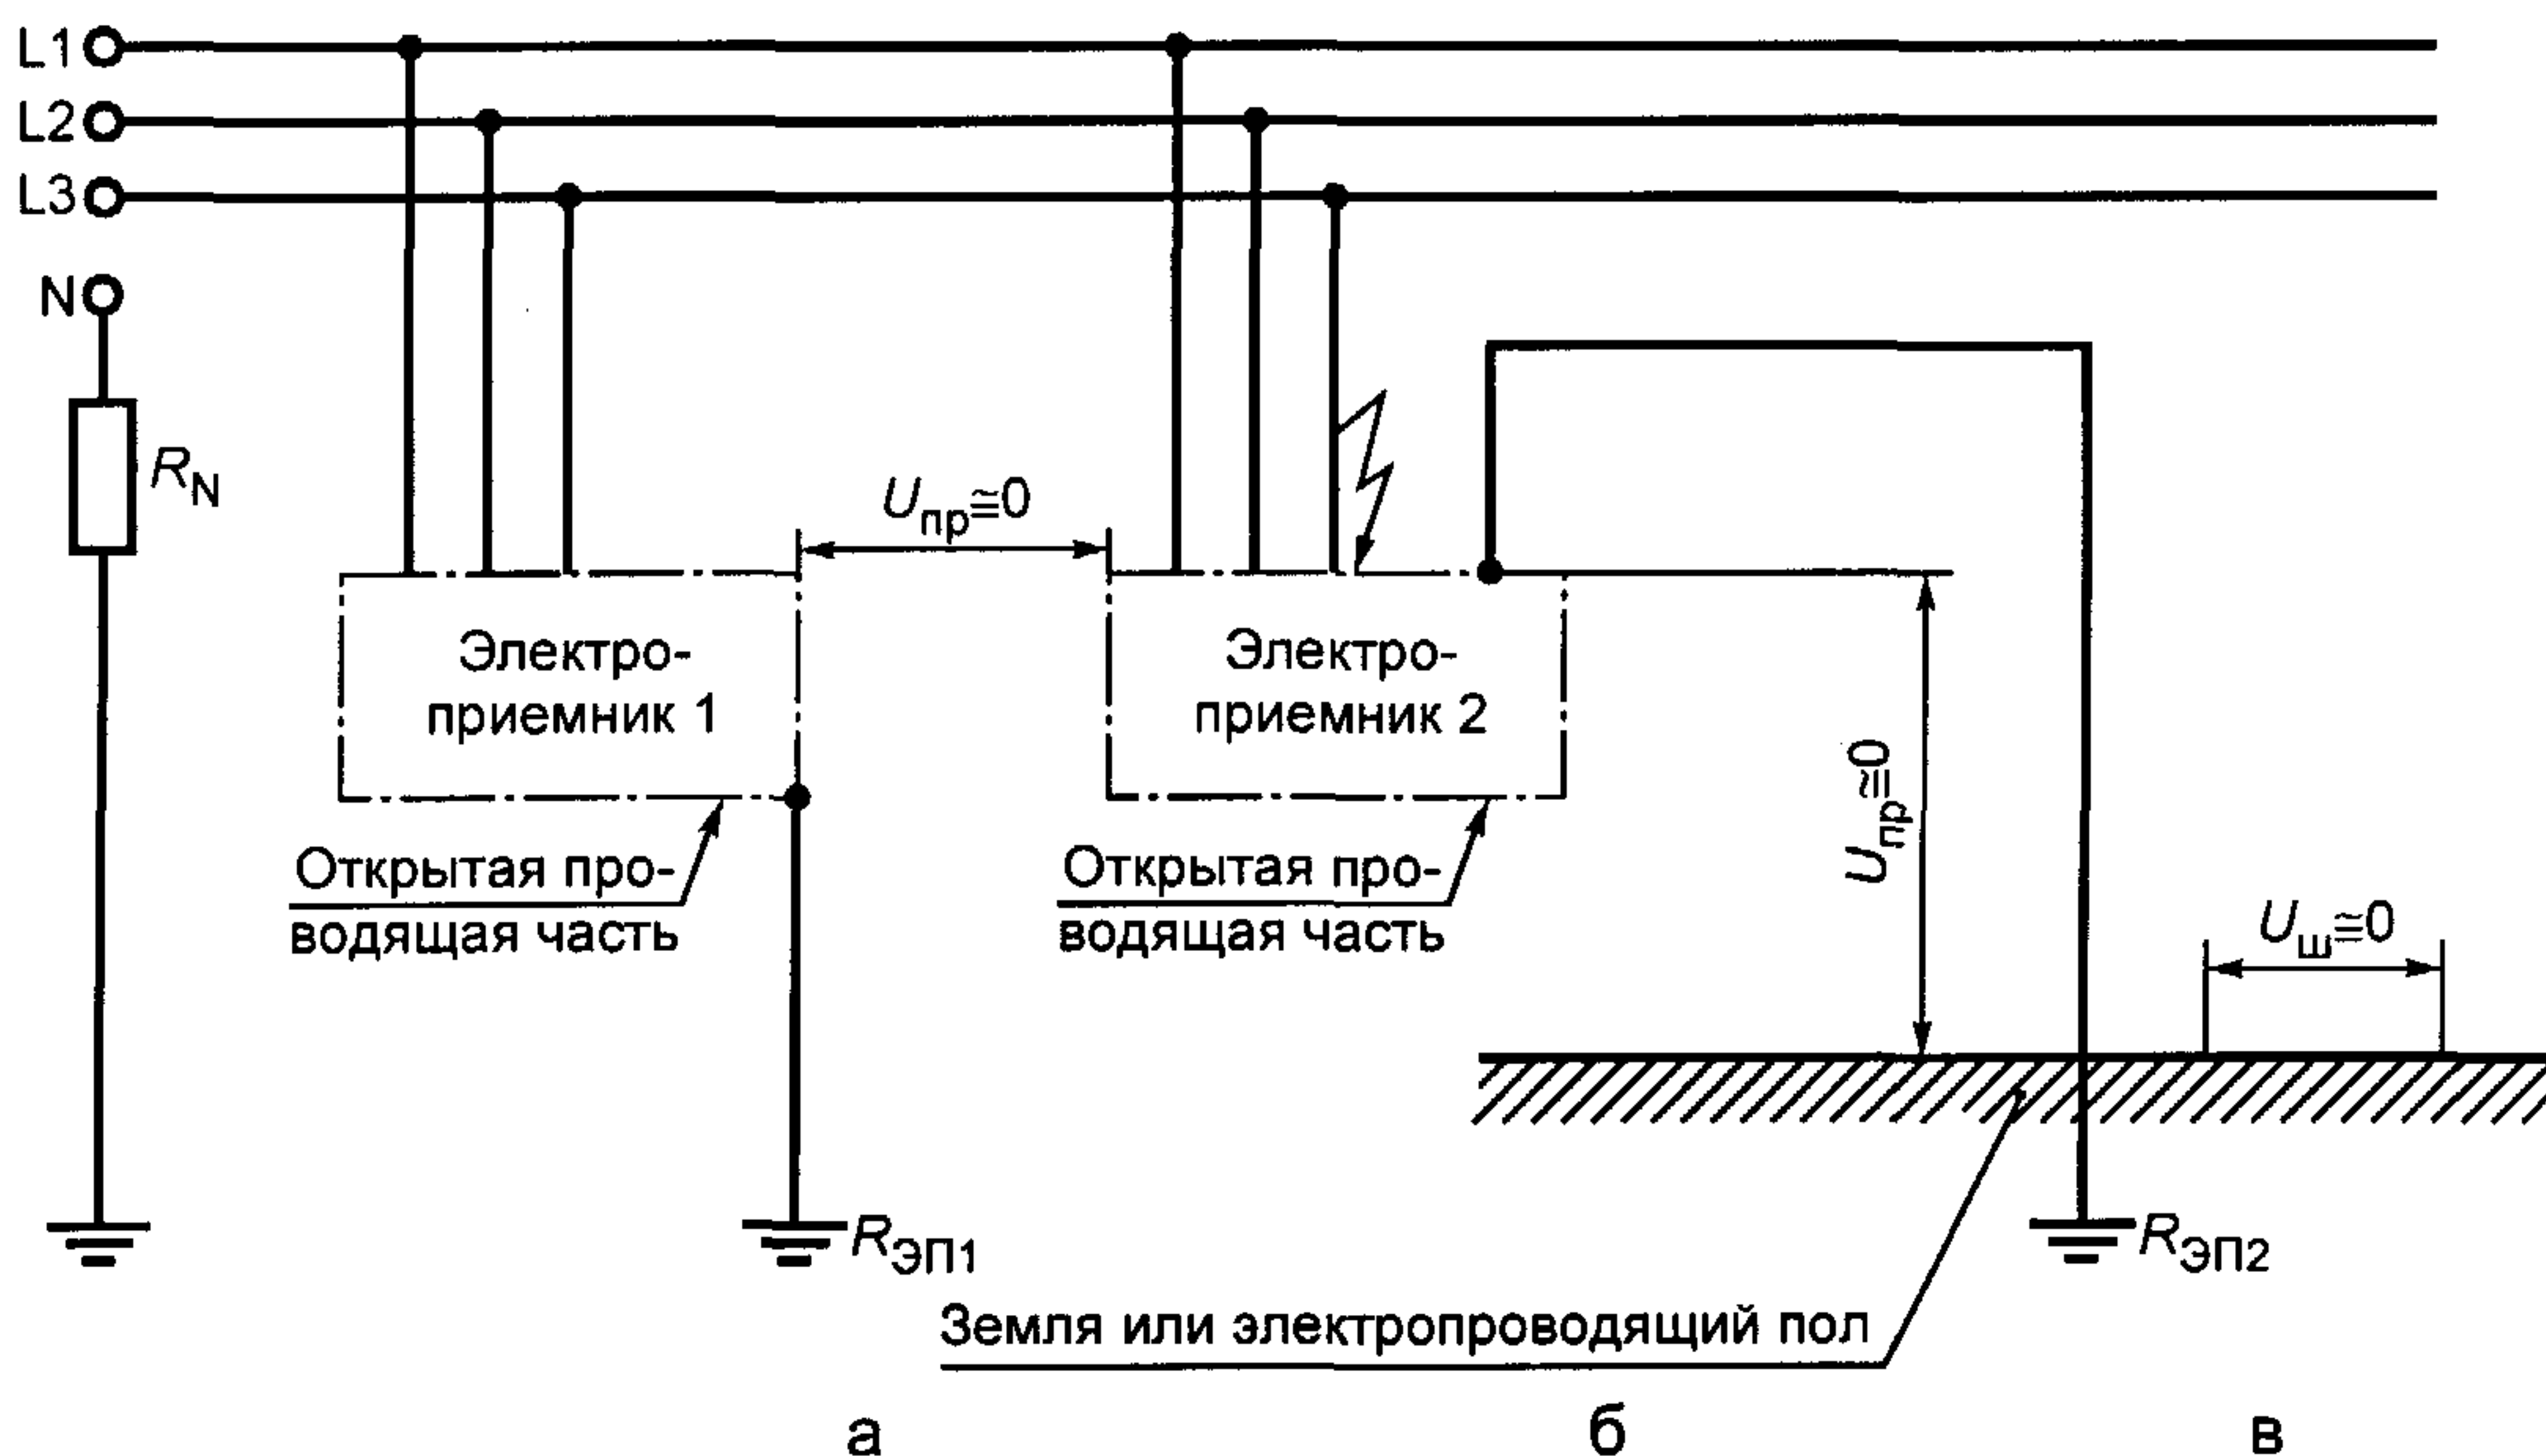 L1
L2
L3
N
R_N
U_пр≅0
Электро-
приемник 1
Электро-
приемник 2
U_пр≅0
Открытая про-
водящая часть
Открытая про-
водящая часть
U_ш≅0
R_ЭП1
R_ЭП2
Земля или электропроводящий пол
а
б
в